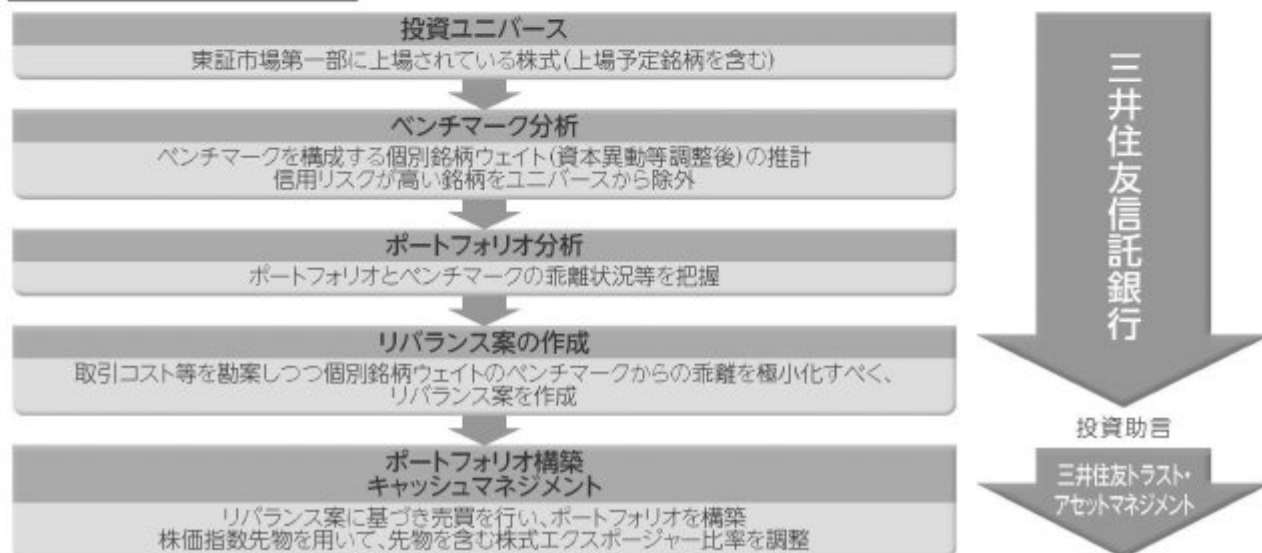 投資ユニバース
東証市場第一部に上場されている株式(上場予定銘柄を含む)
ベンチマーク分析
ベンチマークを構成する個別銘柄ウェイト(資本異動等調整後)の推計
信用リスクが高い銘柄をユニバースから除外
ポートフォリオ分析
ポートフォリオとベンチマークの乖離状況等を把握
リバランス案の作成
取引コスト等を勘案しつつ個別銘柄ウェイトのベンチマークからの乖離を極小化すべく、
リバランス案を作成
ポートフォリオ構築
キャッシュマネジメント
リバランス案に基づき売買を行い、ポートフォリオを構築
株価指数先物を用いて、先物を含む株式エクスポージャー比率を調整
三井住友信託銀行
投資助言
三井住友トラスト・
アセットマネジメント